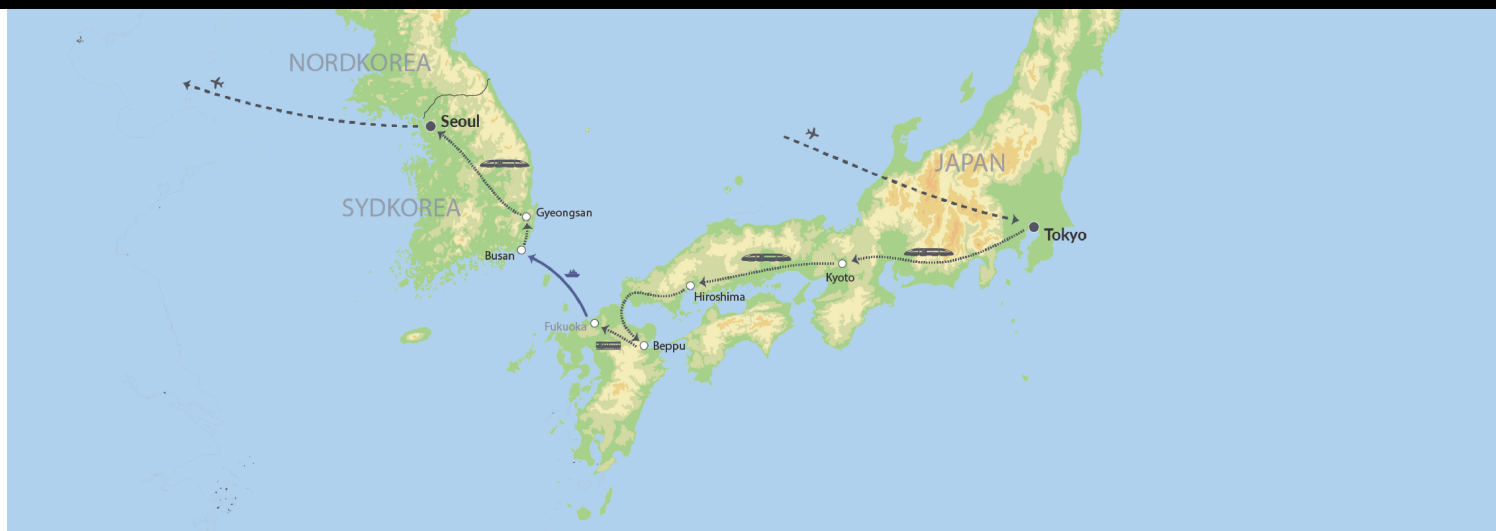 NORDKOREA
Seoul
JAPAN
SYDKOREA
Gyeongsan
Tokyo
Busan
Kyoto
Hiroshima
Fukuoka
Beppu